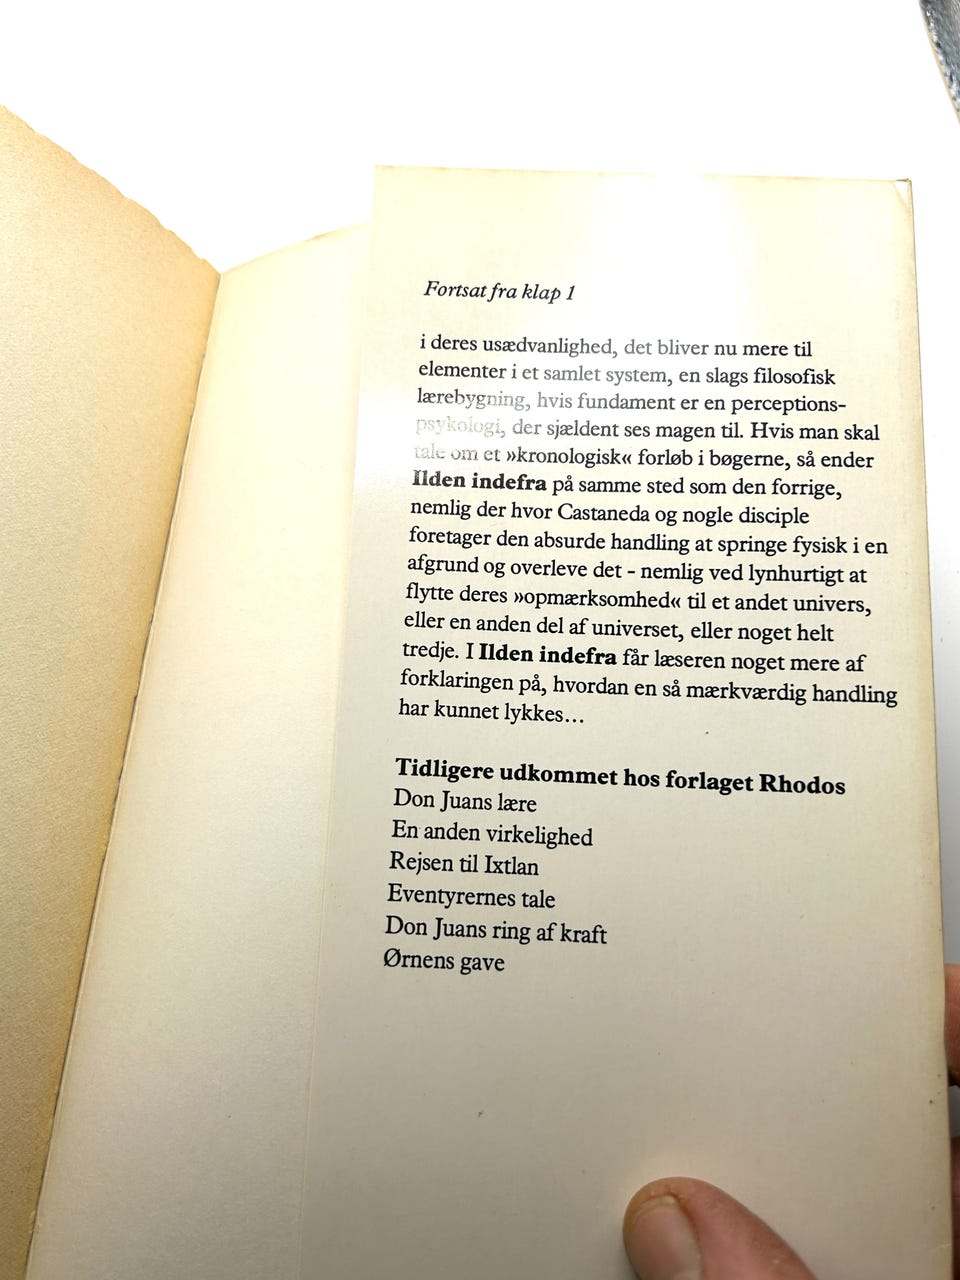 Fortsat fra klap 1
i deres usædvanlighed, det bliver nu mere til
elementer i et samlet system, en slags filosofisk
lærebygning, hvis fundament er en perceptions-
psykologi, der sjældent ses magen til. Hvis man skal
tale om et »kronologisk« forløb i bøgerne, så ender
Ilden indefra på samme sted som den forrige,
nemlig der hvor Castaneda og nogle disciple
foretager den absurde handling at springe fysisk i en
afgrund og overleve det - nemlig ved lynhurtigt at
flytte deres »opmærksomhed« til et andet univers,
eller en anden del af universet, eller noget helt
tredje. I Ilden indefra får læseren noget mere af
forklaringen på, hvordan en så mærkværdig handling
har kunnet lykkes...
Tidligere udkommet hos forlaget Rhodos
Don Juans lære
En anden virkelighed
Rejsen til Ixtlan
Eventyrernes tale
Don Juans ring af kraft
Ørnens gave